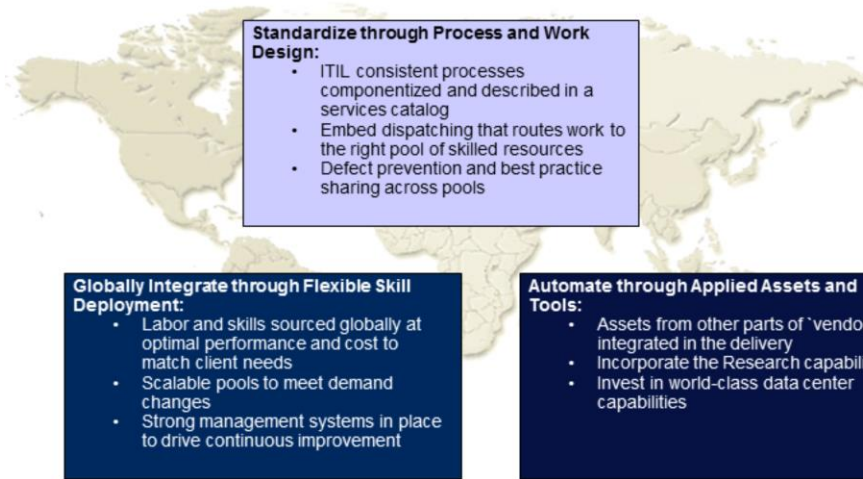 Standardize through Process and Work
Design:
• ITIL consistent processes
componentized and described in a
services catalog
• Embed dispatching that routes work to
the right pool of skilled resources
• Defect prevention and best practice
sharing across pools
Globally Integrate through Flexible Skill
Deployment:
• Labor and skills sourced globally at
optimal performance and cost to
match client needs
• Scalable pools to meet demand
changes
• Strong management systems in place
to drive continuous improvement
Automate through Applied Assets and
Tools:
• Assets from other parts of `vendo
integrated in the delivery
• Incorporate the Research capabili
• Invest in world-class data center
capabilities